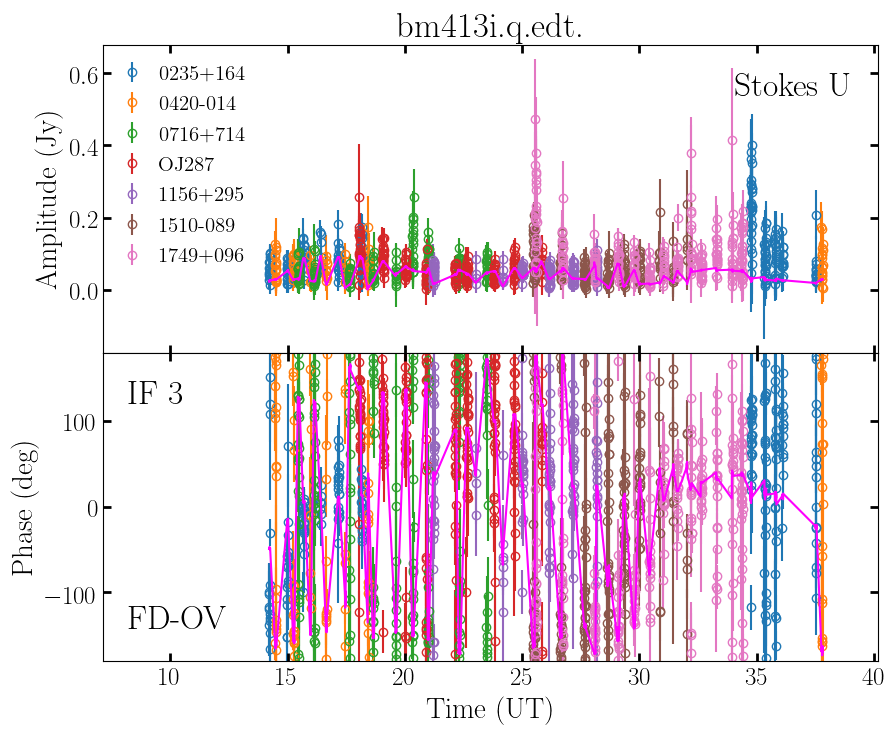 bm413i.q.edt.
Stokes U
0235+164
0420-014
0716+714
OJ287
1156+295
1510-089
1749+096
Amplitude (Jy)
0.6
0.4
0.2
0.0
IF 3
FD-OV
Phase (deg)
100
0
−100
10 15 20 25 30 35 40
Time (UT)